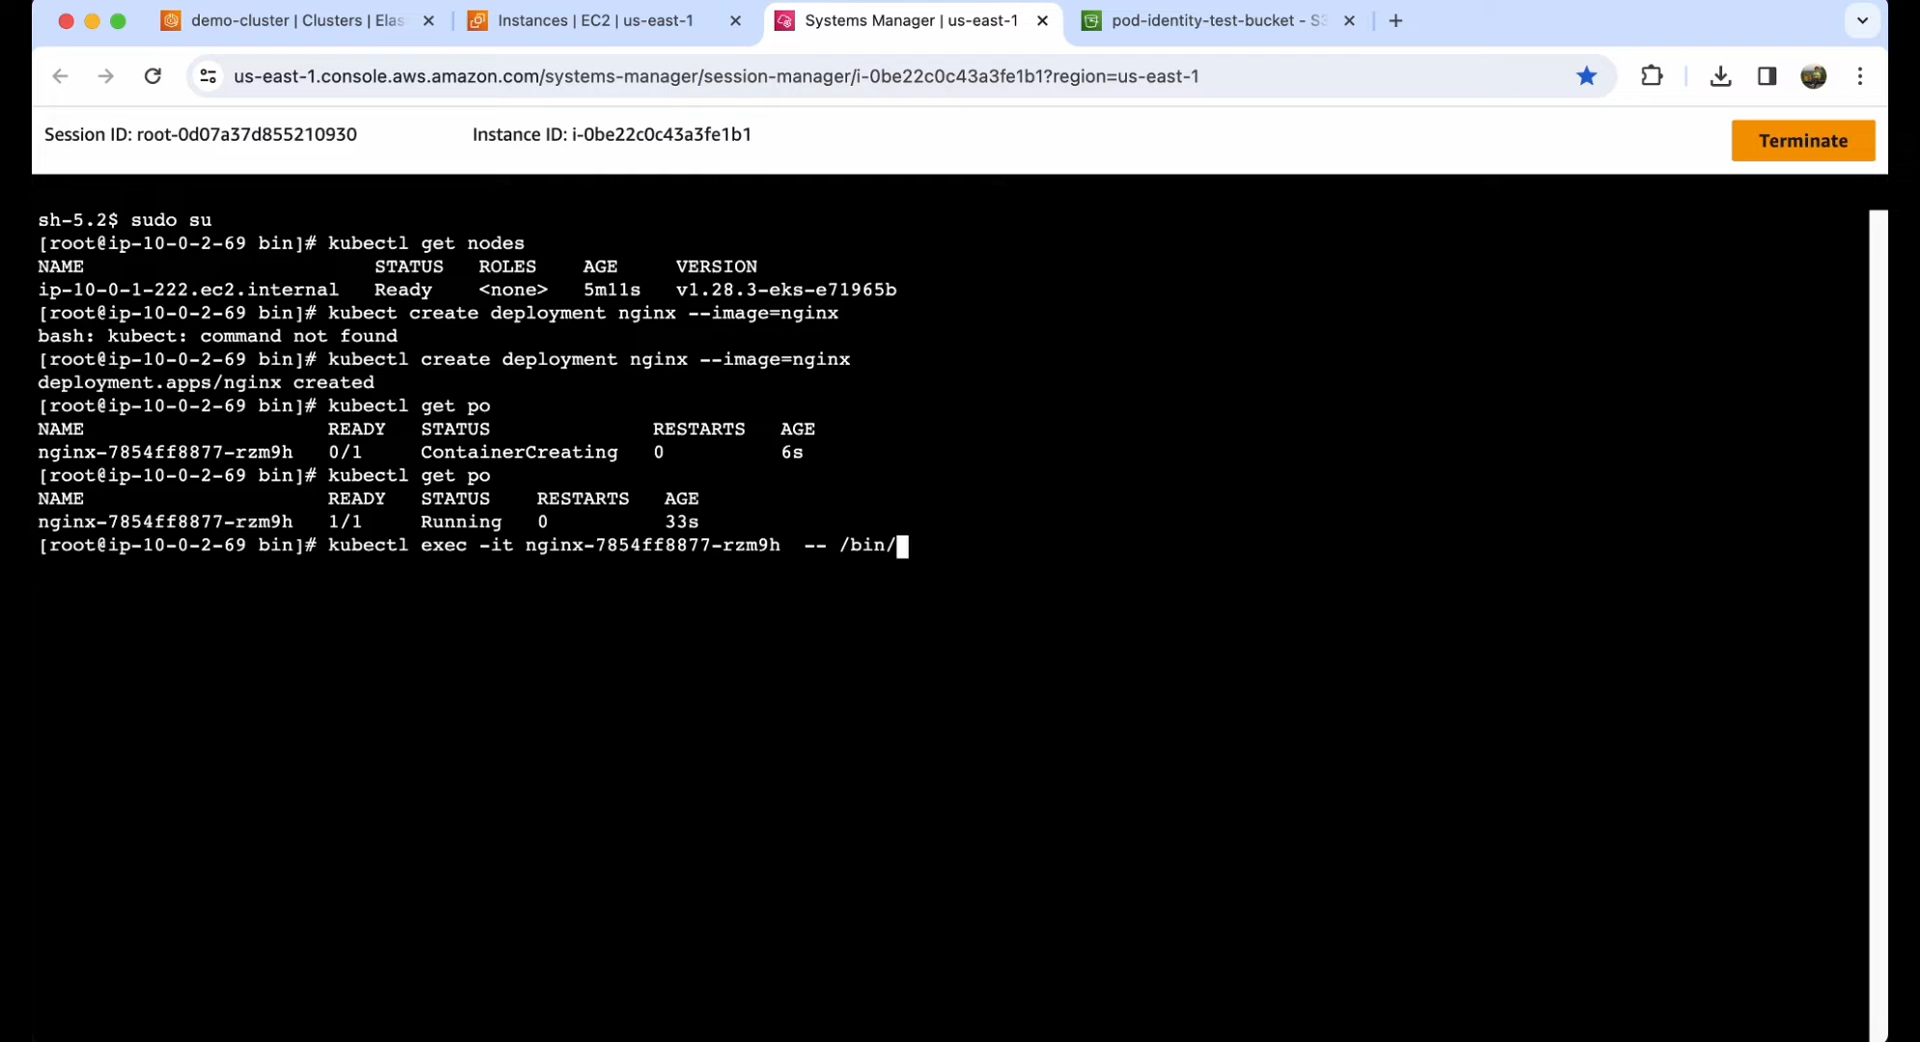 demo-cluster | Clusters | Elas
Instances | EC2 | us-east-1
Systems Manager | us-east-1
pod-identity-test-bucket - S3
us-east-1.console.aws.amazon.com/systems-manager/session-manager/i-0be22c0c43a3fe1b1?region=us-east-1
Session ID: root-0d07a37d855210930
Instance ID: i-0be22c0c43a3fe1b1
Terminate
sh-5.2$ sudo su
[root@ip-10-0-2-69 bin]# kubectl get nodes
NAME STATUS ROLES AGE VERSION
ip-10-0-1-222.ec2.internal Ready <none> 5m11s v1.28.3-eks-e71965b
[root@ip-10-0-2-69 bin]# kubect create deployment nginx --image=nginx
bash: kubect: command not found
[root@ip-10-0-2-69 bin]# kubectl create deployment nginx --image=nginx
deployment.apps/nginx created
[root@ip-10-0-2-69 bin]# kubectl get po
NAME READY STATUS RESTARTS AGE
nginx-7854ff8877-rzm9h 0/1 ContainerCreating 0 6s
[root@ip-10-0-2-69 bin]# kubectl get po
NAME READY STATUS RESTARTS AGE
nginx-7854ff8877-rzm9h 1/1 Running 0 33s
[root@ip-10-0-2-69 bin]# kubectl exec -it nginx-7854ff8877-rzm9h -- /bin/